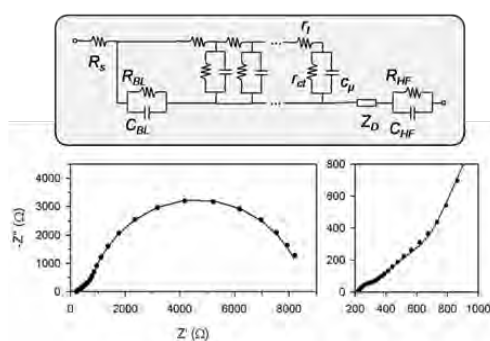 r_t
R_s
R_BL
C_BL
...
r_ct
c_μ
R_HF
...
Z_D
C_HF
5000
4000
3000
2000
1000
0
-Z'' (Ω)
0 2000 4000 6000 8000
Z' (Ω)
800
600
400
200
0
200 400 600 800 1000